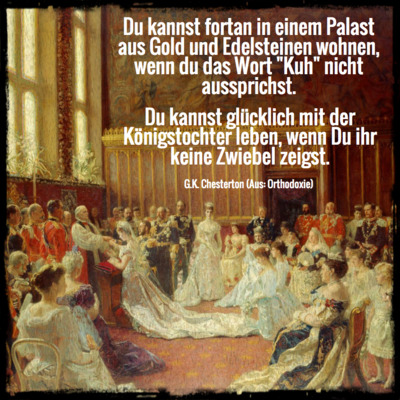 Du kannst fortan in einem Palast
aus Gold und Edelsteinen wohnen,
wenn du das Wort "Kuh" nicht
aussprichst.
Du kannst glücklich mit der
Königstochter leben, wenn Du ihr
keine Zwiebel zeigst.
G.K. Chesterton (Aus: Orthodoxie)